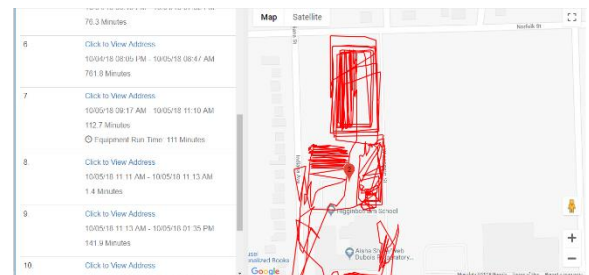 76.3 Minutes
6
Click to View Address
10/04/18 08:05 PM - 10/05/18 08:47 AM
761.8 Minutes
7
Click to View Address
10/05/18 09:17 AM - 10/05/18 11:10 AM
112.7 Minutes
Equipment Run Time: 111 Minutes
8
Click to View Address
10/05/18 11:11 AM - 10/05/18 11:13 AM
1.4 Minutes
9
Click to View Address
10/05/18 11:13 AM - 10/05/18 01:35 PM
141.9 Minutes
10
Click to View Address
Map Satellite
Norfolk St
School
Books
Google